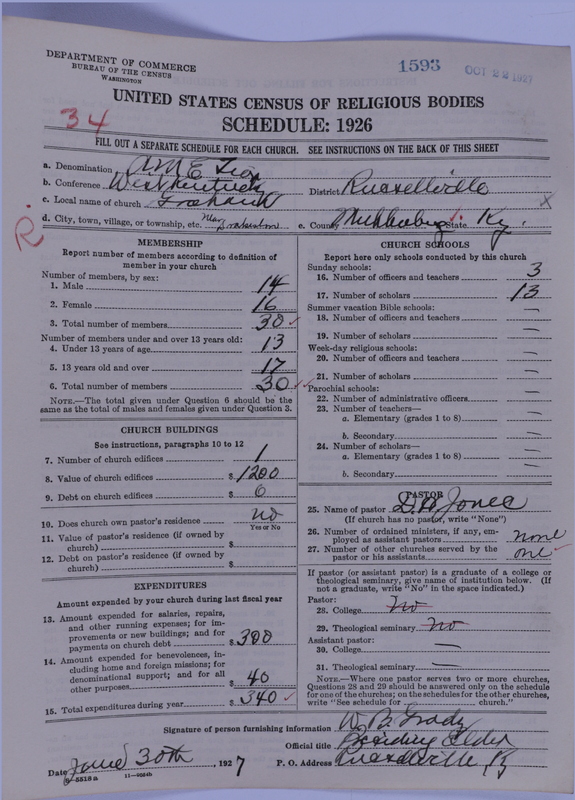 DEPARTMENT OF COMMERCE
BUREAU OF THE CENSUS
WASHINGTON
1593 OCT 22 1927
UNITED STATES CENSUS OF RELIGIOUS BODIES
SCHEDULE: 1926
34
FILL OUT A SEPARATE SCHEDULE FOR EACH CHURCH. SEE INSTRUCTIONS ON THE BACK OF THIS SHEET
a. Denomination A M E Zion
b. Conference West Kentucky District Russellville
c. Local name of church
d. City, town, village, or township, etc. Near e. County State Ky.
R.
MEMBERSHIP
Report number of members according to definition of
member in your church
Number of members, by sex:
1. Male 14
2. Female 16
3. Total number of members 30
Number of members under and over 13 years old:
4. Under 13 years of age 13
5. 13 years old and over 17
6. Total number of members 30
NOTE.—The total given under Question 6 should be the
same as the total of males and females given under Question 3.
CHURCH BUILDINGS
See instructions, paragraphs 10 to 12
7. Number of church edifices 1
8. Value of church edifices $ 1200
9. Debt on church edifices $ 0
10. Does church own pastor's residence no
Yes or No
11. Value of pastor's residence (if owned by
church) $
12. Debt on pastor's residence (if owned by
church) $
EXPENDITURES
Amount expended by your church during last fiscal year
13. Amount expended for salaries, repairs,
and other running expenses; for im-
provements or new buildings; and for
payments on church debt $ 300
14. Amount expended for benevolences, in-
cluding home and foreign missions; for
denominational support; and for all
other purposes $ 40
15. Total expenditures during year $ 340
CHURCH SCHOOLS
Report here only schools conducted by this church
Sunday schools:
16. Number of officers and teachers 3
17. Number of scholars 13
Summer vacation Bible schools:
18. Number of officers and teachers —
19. Number of scholars —
Week-day religious schools:
20. Number of officers and teachers —
21. Number of scholars —
Parochial schools:
22. Number of administrative officers —
23. Number of teachers—
a. Elementary (grades 1 to 8) —
b. Secondary —
24. Number of scholars—
a. Elementary (grades 1 to 8) —
b. Secondary —
PASTOR
25. Name of pastor Jones
(If church has no pastor, write "None")
26. Number of ordained ministers, if any, em-
ployed as assistant pastors none
27. Number of other churches served by the
pastor or his assistants one
If pastor (or assistant pastor) is a graduate of a college or
theological seminary, give name of institution below. (If
not a graduate, write "No" in the space indicated.)
Pastor:
28. College No
29. Theological seminary No
Assistant pastor:
30. College —
31. Theological seminary —
NOTE.—Where one pastor serves two or more churches,
Questions 28 and 29 should be answered only on the schedule
for one of the churches; on the schedules for the other churches,
write "See schedule for church."
Signature of person furnishing information W. B. Grady
Official title Presiding Elder
Date June 30th, 1927 P. O. Address Russellville Ky
8-5518 a 11-9024b